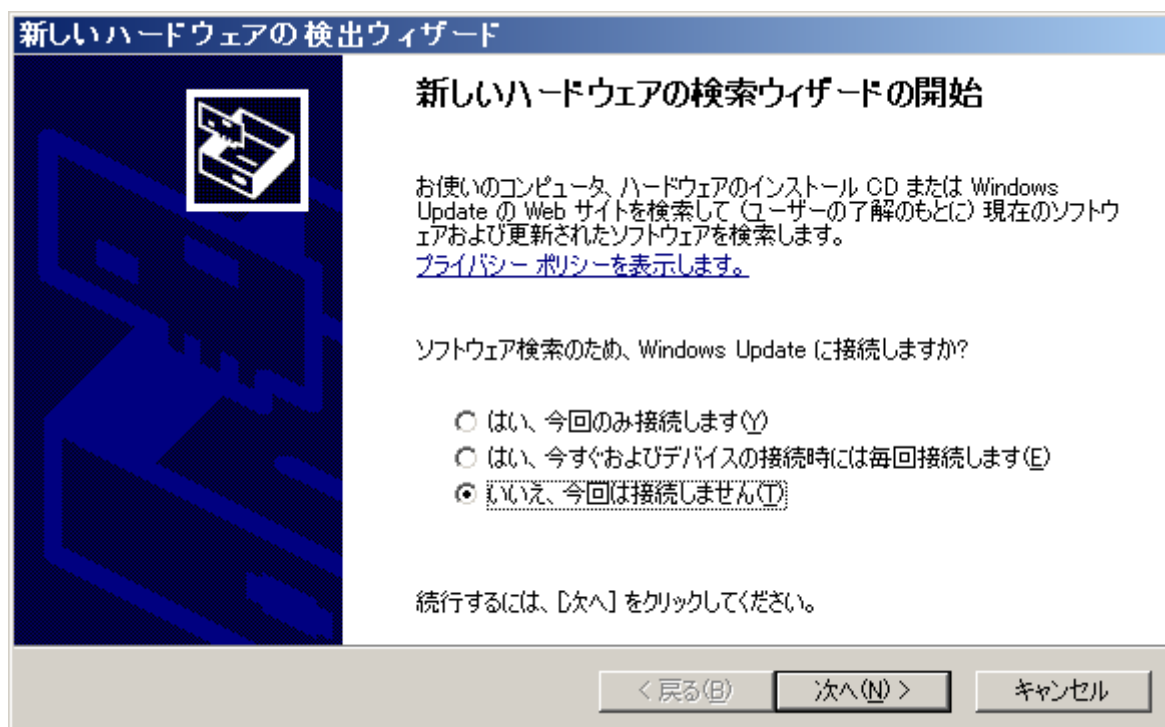 新しいハードウェアの検出ウィザード
新しいハードウェアの検索ウィザードの開始
お使いのコンピュータ、ハードウェアのインストール CD または Windows
Update の Web サイトを検索して (ユーザーの了解のもとに) 現在のソフトウ
ェアおよび更新されたソフトウェアを検索します。
プライバシー ポリシーを表示します。
ソフトウェア検索のため、Windows Update に接続しますか?
はい、今回のみ接続します(Y)
はい、今すぐおよびデバイスの接続時には毎回接続します(E)
いいえ、今回は接続しません(T)
続行するには、[次へ] をクリックしてください。
< 戻る(B) 次へ(N) > キャンセル